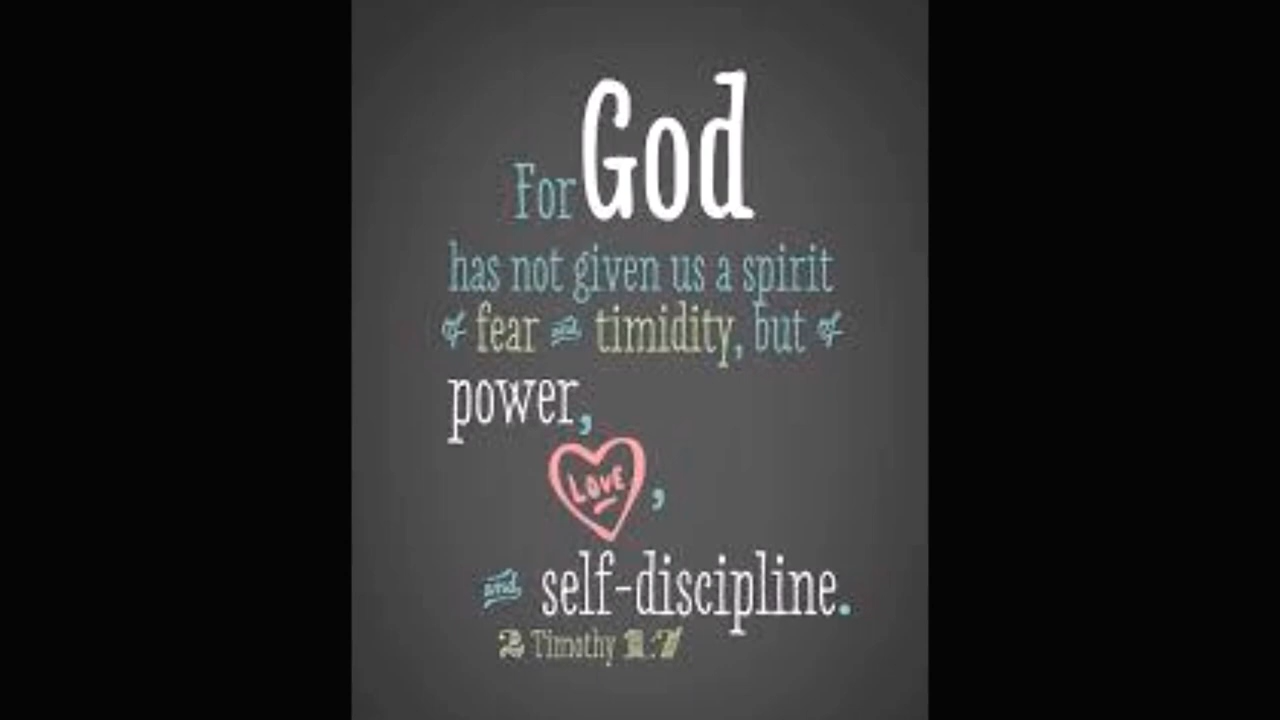 For God
has not given us a spirit
of fear and timidity, but of
power,
LOVE,
and self-discipline.
2 Timothy 1:7